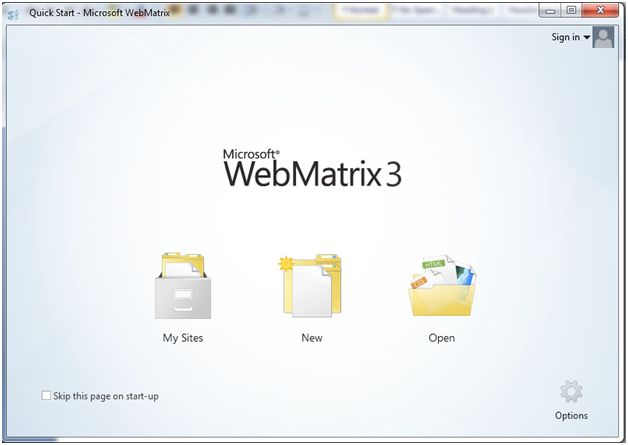 Quick Start - Microsoft WebMatrix
Sign in
Microsoft®
WebMatrix 3
HTML
CSS
My Sites
New
Open
Skip this page on start-up
Options